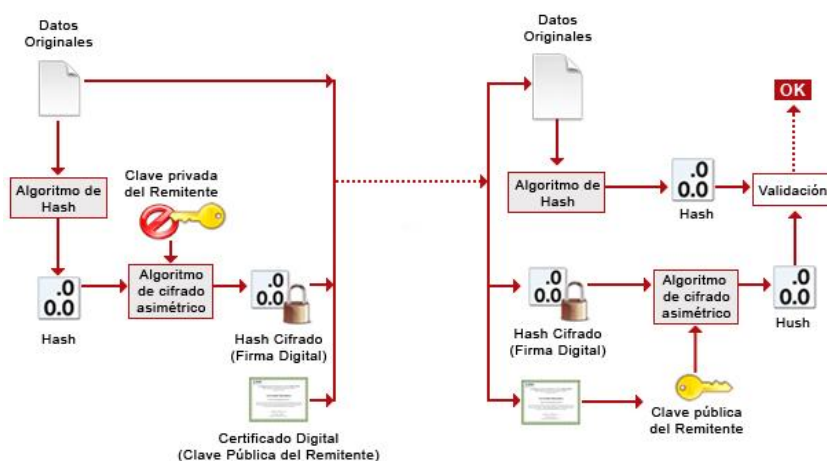 Datos
Originales
Algoritmo de
Hash
Clave privada
del Remitente
.0
0.0
Hash
Algoritmo
de cifrado
asimétrico
.0
0.0
Hash Cifrado
(Firma Digital)
Certificado Digital
(Clave Pública del Remitente)
Datos
Originales
Algoritmo de
Hash
.0
0.0
Hash
OK
Validación
.0
0.0
Hash Cifrado
(Firma Digital)
Algoritmo
de cifrado
asimétrico
.0
0.0
Hush
Clave pública
del Remitente